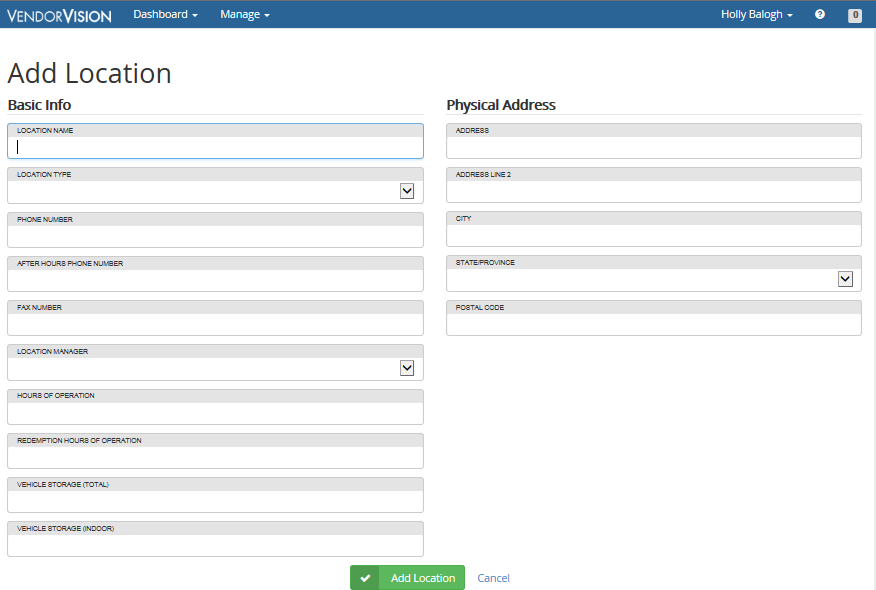 VENDORVISION Dashboard Manage Holly Balogh ? 0
Add Location
Basic Info
LOCATION NAME
LOCATION TYPE
PHONE NUMBER
AFTER HOURS PHONE NUMBER
FAX NUMBER
LOCATION MANAGER
HOURS OF OPERATION
REDEMPTION HOURS OF OPERATION
VEHICLE STORAGE (TOTAL)
VEHICLE STORAGE (INDOOR)
Physical Address
ADDRESS
ADDRESS LINE 2
CITY
STATE/PROVINCE
POSTAL CODE
Add Location Cancel